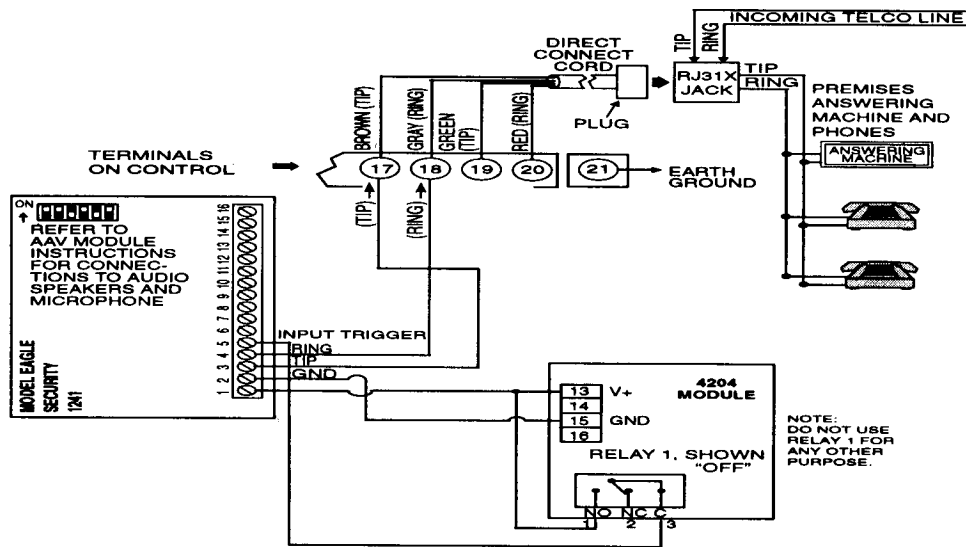 INCOMING TELCO LINE
TIP
RING
DIRECT
CONNECT
CORD
RJ31X
JACK
TIP
RING
PLUG
PREMISES
ANSWERING
MACHINE AND
PHONES
ANSWERING
MACHINE
BROWN (TIP)
GRAY (RING)
GREEN
(TIP)
RED (RING)
TERMINALS
ON CONTROL
17
18
19
20
21
EARTH
GROUND
(TIP)
(RING)
ON
REFER TO
AAV MODULE
INSTRUCTIONS
FOR CONNEC-
TIONS TO AUDIO
SPEAKERS AND
MICROPHONE
MODEL EAGLE
SECURITY
1241
16
15
14
13
12
11
10
9
8
7
6
5
4
3
2
1
INPUT TRIGGER
RING
TIP
GND
4204
MODULE
13 V+
14
15 GND
16
RELAY 1, SHOWN
"OFF"
NO NC C
1 2 3
NOTE:
DO NOT USE
RELAY 1 FOR
ANY OTHER
PURPOSE.